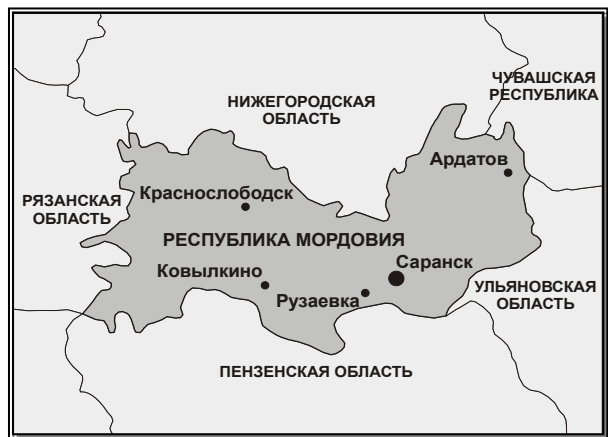 ЧУВАШСКАЯ
РЕСПУБЛИКА
НИЖЕГОРОДСКАЯ
ОБЛАСТЬ
Ардатов
Краснослободск
РЯЗАНСКАЯ
ОБЛАСТЬ
РЕСПУБЛИКА МОРДОВИЯ
Саранск
Ковылкино
УЛЬЯНОВСКАЯ
ОБЛАСТЬ
Рузаевка
ПЕНЗЕНСКАЯ ОБЛАСТЬ